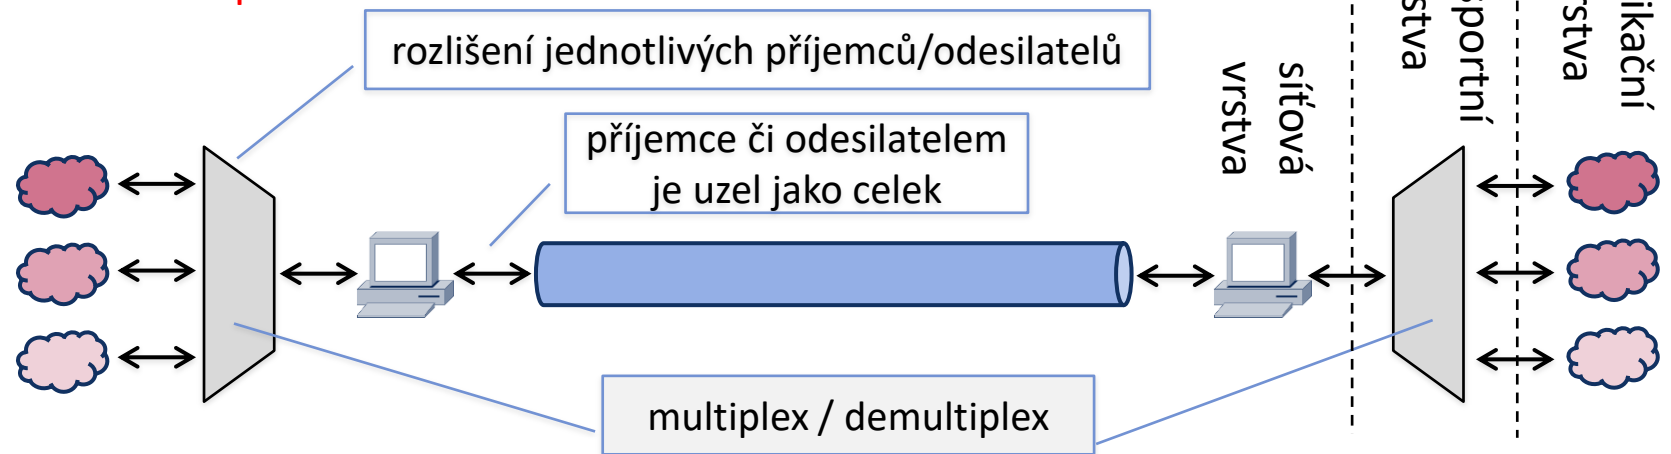 rozlišení jednotlivých příjemců/odesilatelů
příjemce či odesilatelem
je uzel jako celek
síťová
vrstva
multiplex / demultiplex